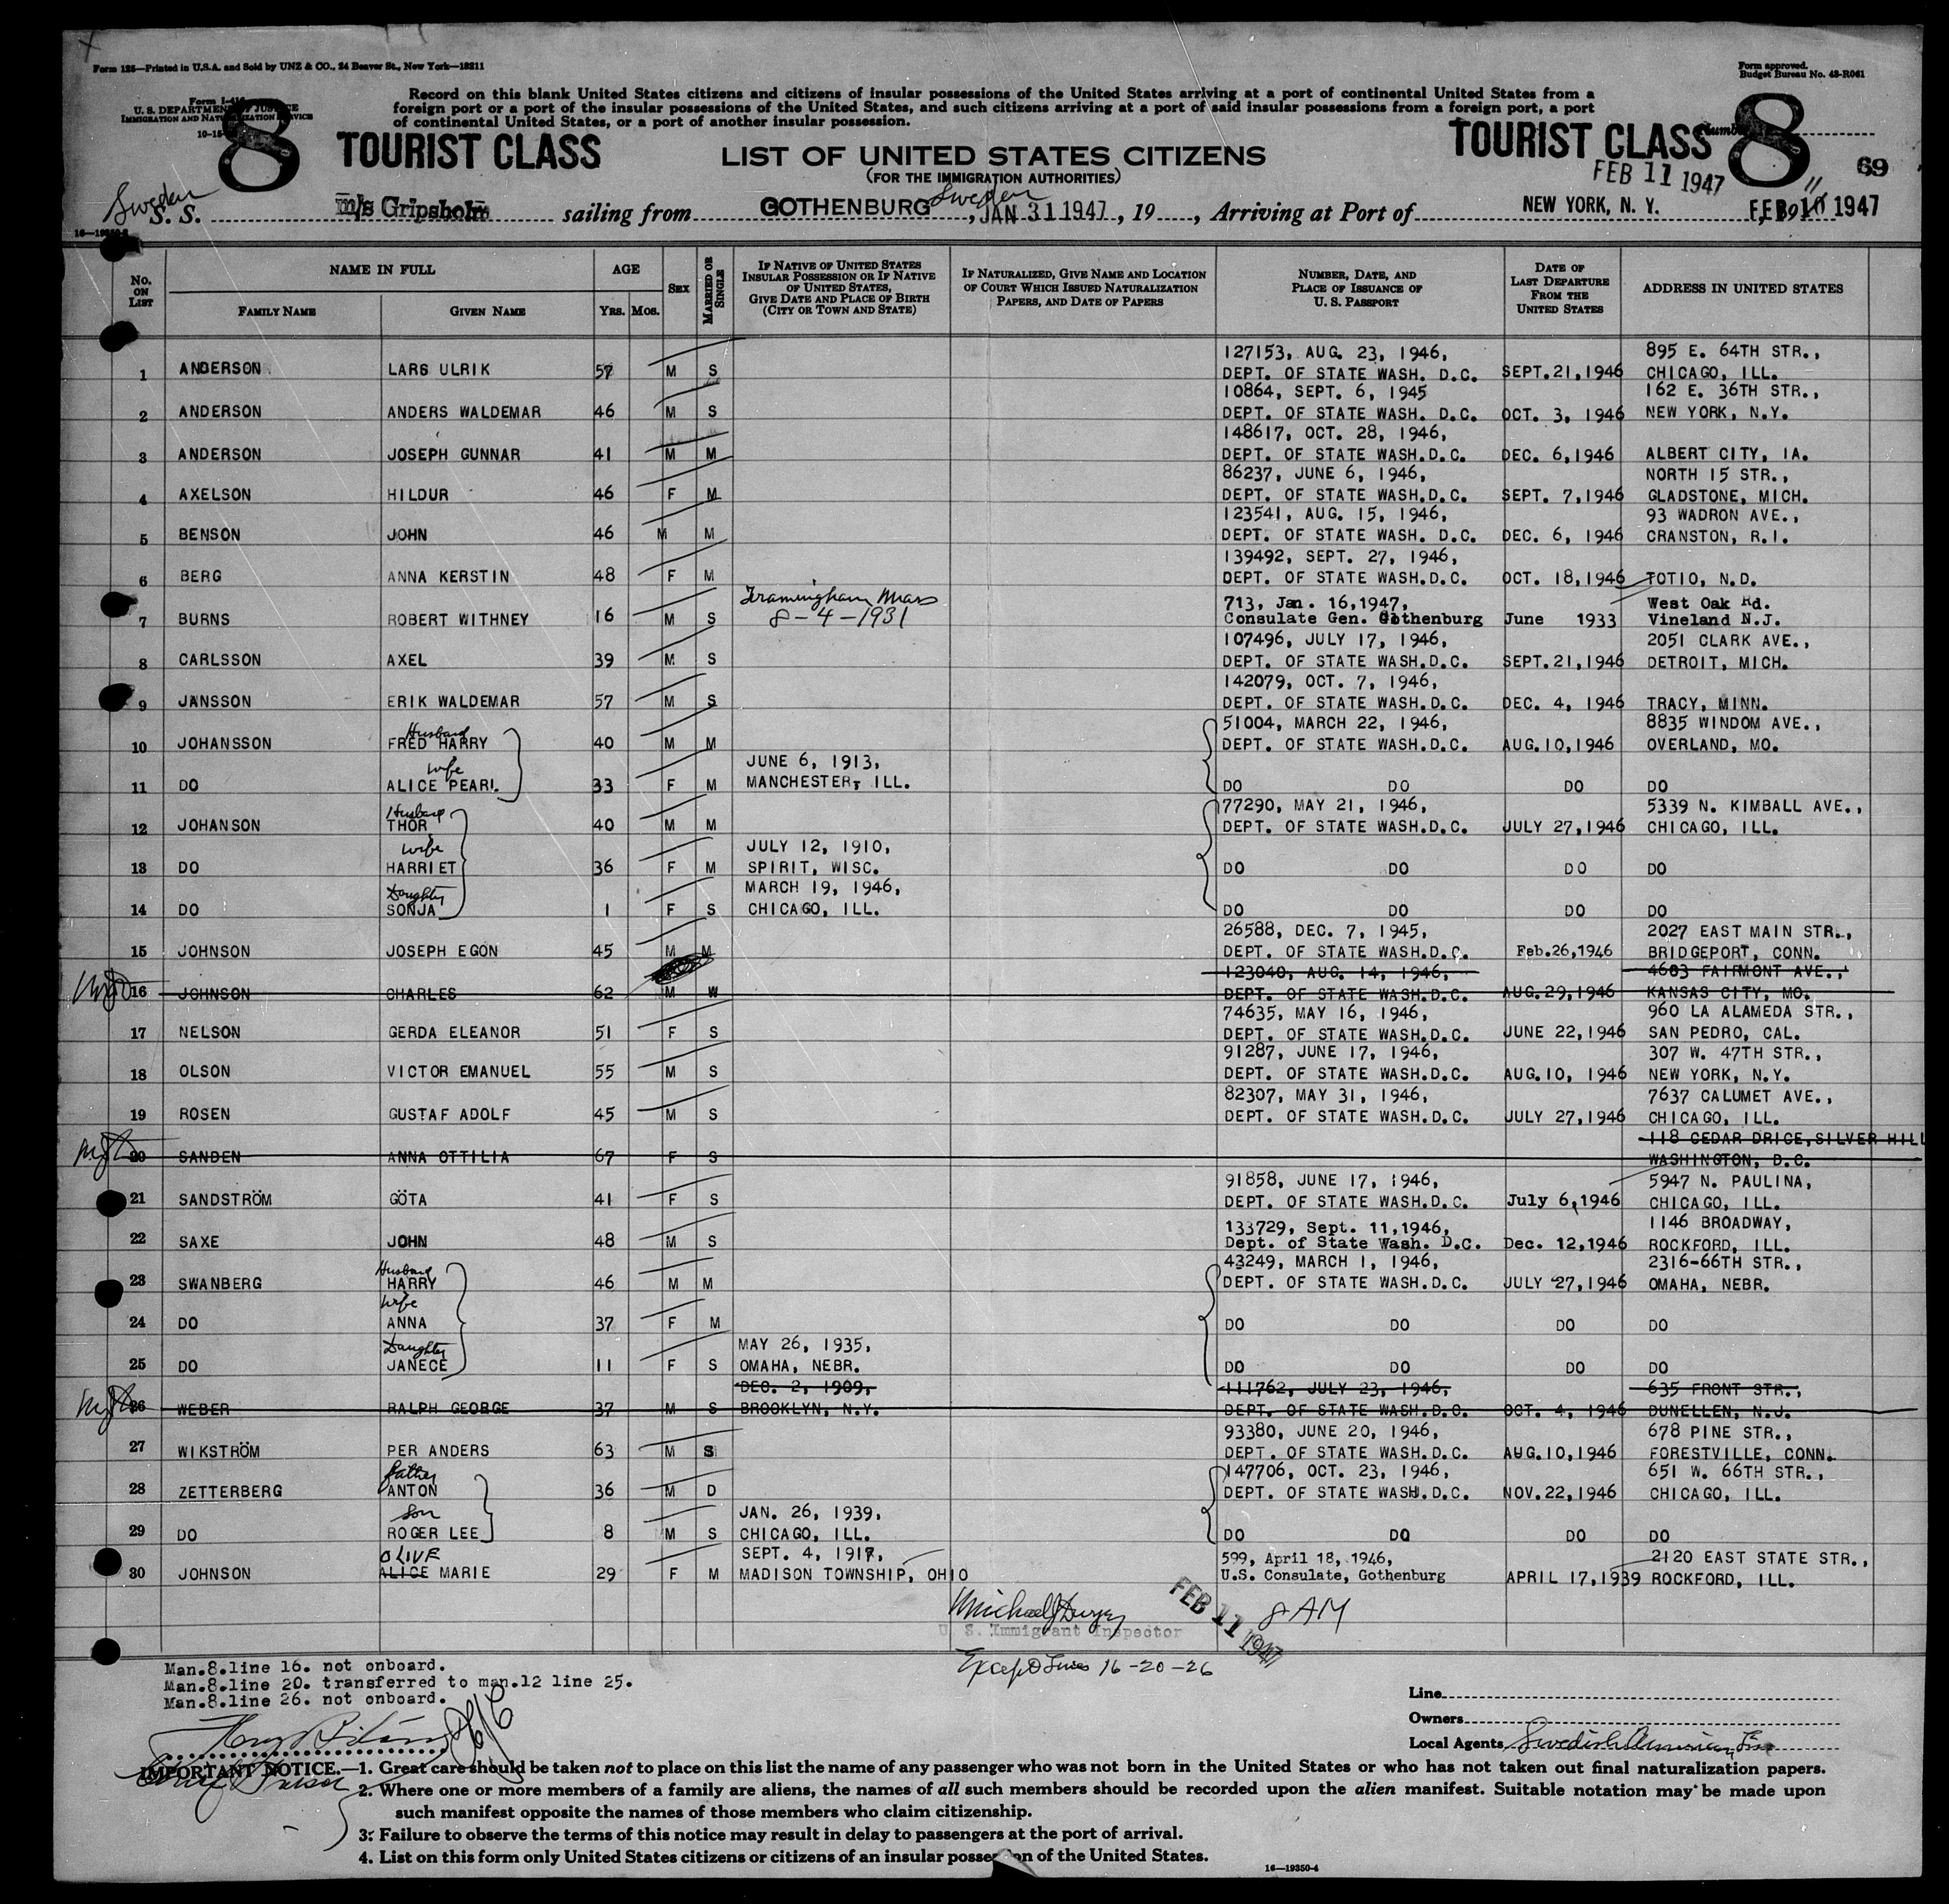 Form 125—Printed in U.S.A. and Sold by UNZ & CO., 24 Beaver St., New York—18211
Form approved.
Budget Bureau No. 43-R061
U. S. DEPARTMENT OF JUSTICE
IMMIGRATION AND NATURALIZATION SERVICE
Record on this blank United States citizens and citizens of insular possessions of the United States arriving at a port of continental United States from a
foreign port or a port of the insular possessions of the United States, and such citizens arriving at a port of said insular possessions from a foreign port, a port
of continental United States, or a port of another insular possession.
8 TOURIST CLASS LIST OF UNITED STATES CITIZENS TOURIST CLASS 8
(FOR THE IMMIGRATION AUTHORITIES)
FEB 11 1947 69
Sweden Sweden 11
S. S. m/s Gripsholm sailing from GOTHENBURG, JAN 31 1947, 19, Arriving at Port of NEW YORK, N. Y. FEB 10 1947
No. ON LIST NAME IN FULL AGE SEX MARRIED OR SINGLE IF NATIVE OF UNITED STATES INSULAR POSSESSION OR IF NATIVE OF UNITED STATES, GIVE DATE AND PLACE OF BIRTH (CITY OR TOWN AND STATE) IF NATURALIZED, GIVE NAME AND LOCATION OF COURT WHICH ISSUED NATURALIZATION PAPERS, AND DATE OF PAPERS NUMBER, DATE, AND PLACE OF ISSUANCE OF U. S. PASSPORT DATE OF LAST DEPARTURE FROM THE UNITED STATES ADDRESS IN UNITED STATES
FAMILY NAME GIVEN NAME YRS. MOS.
127153, AUG. 23, 1946, 895 E. 64TH STR.,
1 ANDERSON LARS ULRIK 57 M S DEPT. OF STATE WASH. D.C. SEPT.21,1946 CHICAGO, ILL.
10864, SEPT. 6, 1945 162 E. 36TH STR.,
2 ANDERSON ANDERS WALDEMAR 46 M S DEPT. OF STATE WASH. D.C. OCT. 3, 1946 NEW YORK, N.Y.
148617, OCT. 28, 1946,
3 ANDERSON JOSEPH GUNNAR 41 M M DEPT. OF STATE WASH.D.C. DEC. 6,1946 ALBERT CITY, IA.
86237, JUNE 6, 1946, NORTH 15 STR.,
4 AXELSON HILDUR 46 F M DEPT. OF STATE WASH.D.C. SEPT. 7,1946 GLADSTONE, MICH.
123541, AUG. 15, 1946, 93 WADRON AVE.,
5 BENSON JOHN 46 M M DEPT. OF STATE WASH. D.C. DEC. 6, 1946 CRANSTON, R.I.
139492, SEPT. 27, 1946,
6 BERG ANNA KERSTIN 48 F M DEPT. OF STATE WASH.D.C. OCT. 18,1946 TOTIO, N.D.
Framingham Mass 713, Jan. 16,1947, West Oak Rd.
7 BURNS ROBERT WITHNEY 16 M S 8-4-1931 Consulate Gen. Gothenburg June 1933 Vineland N.J.
107496, JULY 17, 1946, 2051 CLARK AVE.,
8 CARLSSON AXEL 39 M S DEPT. OF STATE WASH.D.C. SEPT.21,1946 DETROIT, MICH.
142079, OCT. 7, 1946,
9 JANSSON ERIK WALDEMAR 57 M S DEPT. OF STATE WASH.D.C. DEC. 4, 1946 TRACY, MINN.
Husband 51004, MARCH 22, 1946, 8835 WINDOM AVE.,
10 JOHANSSON FRED HARRY 40 M M DEPT. OF STATE WASH.D.C. AUG.10,1946 OVERLAND, MO.
wife JUNE 6, 1913,
11 DO ALICE PEARL 33 F M MANCHESTER, ILL. DO DO DO DO
Husband 77290, MAY 21, 1946, 5339 N. KIMBALL AVE.,
12 JOHANSON THOR 40 M M DEPT. OF STATE WASH.D.C. JULY 27,1946 CHICAGO, ILL.
wife JULY 12, 1910,
13 DO HARRIET 36 F M SPIRIT, WISC. DO DO DO DO
Daughter MARCH 19, 1946,
14 DO SONJA 1 F S CHICAGO, ILL. DO DO DO DO
26588, DEC. 7, 1945, 2027 EAST MAIN STR.,
15 JOHNSON JOSEPH EGON 45 M M DEPT. OF STATE WASH.D.C. Feb.26,1946 BRIDGEPORT, CONN.
123040, AUG. 14, 1946, 4603 FAIRMONT AVE.,
16 JOHNSON CHARLES 62 M W DEPT. OF STATE WASH.D.C. AUG.29,1946 KANSAS CITY, MO.
74635, MAY 16, 1946, 960 LA ALAMEDA STR.,
17 NELSON GERDA ELEANOR 51 F S DEPT. OF STATE WASH.D.C. JUNE 22,1946 SAN PEDRO, CAL.
91287, JUNE 17, 1946, 307 W. 47TH STR.,
18 OLSON VICTOR EMANUEL 55 M S DEPT. OF STATE WASH.D.C. AUG.10, 1946 NEW YORK, N.Y.
82307, MAY 31, 1946, 7637 CALUMET AVE.,
19 ROSEN GUSTAF ADOLF 45 M S DEPT. OF STATE WASH.D.C. JULY 27,1946 CHICAGO, ILL.
118 CEDAR DRICE,SILVER HILL
20 SANDEN ANNA OTTILIA 67 F S WASHINGTON, D.C.
91858, JUNE 17, 1946, 5947 N. PAULINA,
21 SANDSTRÖM GÖTA 41 F S DEPT. OF STATE WASH.D.C. July 6,1946 CHICAGO, ILL.
133729, Sept. 11,1946, 1146 BROADWAY,
22 SAXE JOHN 48 M S Dept. of State Wash. D.C. Dec. 12,1946 ROCKFORD, ILL.
Husband 43249, MARCH 1, 1946, 2316-66TH STR.,
23 SWANBERG HARRY 46 M M DEPT. OF STATE WASH.D.C. JULY 27,1946 OMAHA, NEBR.
wife
24 DO ANNA 37 F M DO DO DO DO
Daughter MAY 26, 1935,
25 DO JANECE 11 F S OMAHA, NEBR. DO DO DO DO
DEC. 2, 1909, 111762, JULY 23, 1946, 635 FRONT STR.,
26 WEBER RALPH GEORGE 37 M S BROOKLYN, N.Y. DEPT. OF STATE WASH.D.C. OCT. 4, 1946 DUNELLEN, N.J.
93380, JUNE 20, 1946, 678 PINE STR.,
27 WIKSTRÖM PER ANDERS 63 M S DEPT. OF STATE WASH.D.C. AUG.10,1946 FORESTVILLE, CONN.
father 147706, OCT. 23, 1946, 651 W. 66TH STR.,
28 ZETTERBERG ANTON 36 M D DEPT. OF STATE WASH.D.C. NOV.22,1946 CHICAGO, ILL.
son JAN. 26, 1939,
29 DO ROGER LEE 8 M S CHICAGO, ILL. DO DO DO DO
OLIVE SEPT. 4, 1917, 599, April 18, 1946, 2120 EAST STATE STR.,
30 JOHNSON ALICE MARIE 29 F M MADISON TOWNSHIP, OHIO U.S. Consulate, Gothenburg APRIL 17,1939 ROCKFORD, ILL.
FEB 11 1947 8 AM
U. S. Immigrant Inspector
Except Lines 16-20-26
Man.8.line 16. not onboard.
Man.8.line 20. transferred to man.12 line 25.
Man.8.line 26. not onboard.
Line
Owners
Local Agents Swedish American Line
IMPORTANT NOTICE.—1. Great care should be taken not to place on this list the name of any passenger who was not born in the United States or who has not taken out final naturalization papers.
2. Where one or more members of a family are aliens, the names of all such members should be recorded upon the alien manifest. Suitable notation may be made upon
such manifest opposite the names of those members who claim citizenship.
3. Failure to observe the terms of this notice may result in delay to passengers at the port of arrival.
4. List on this form only United States citizens or citizens of an insular possession of the United States.
16—19350-4